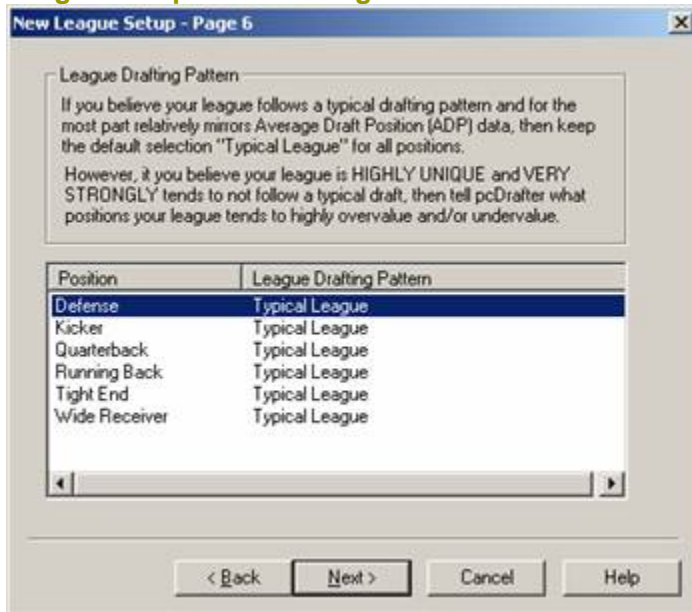 New League Setup - Page 6
League Drafting Pattern
If you believe your league follows a typical drafting pattern and for the
most part relatively mirrors Average Draft Position (ADP) data, then keep
the default selection "Typical League" for all positions.
However, it you believe your league is HIGHLY UNIQUE and VERY
STRONGLY tends to not follow a typical draft, then tell pcDrafter what
positions your league tends to highly overvalue and/or undervalue.
Position League Drafting Pattern
Defense Typical League
Kicker Typical League
Quarterback Typical League
Running Back Typical League
Tight End Typical League
Wide Receiver Typical League
< Back Next > Cancel Help